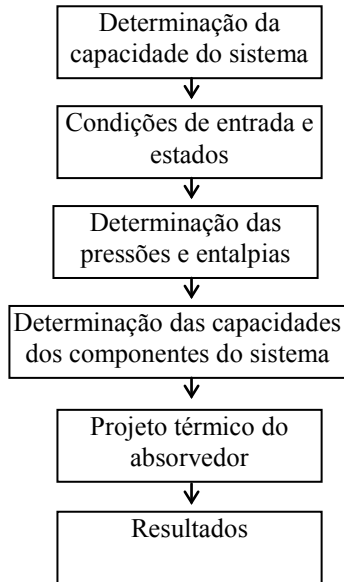 Determinação da
capacidade do sistema
Condições de entrada e
estados
Determinação das
pressões e entalpias
Determinação das capacidades
dos componentes do sistema
Projeto térmico do
absorvedor
Resultados